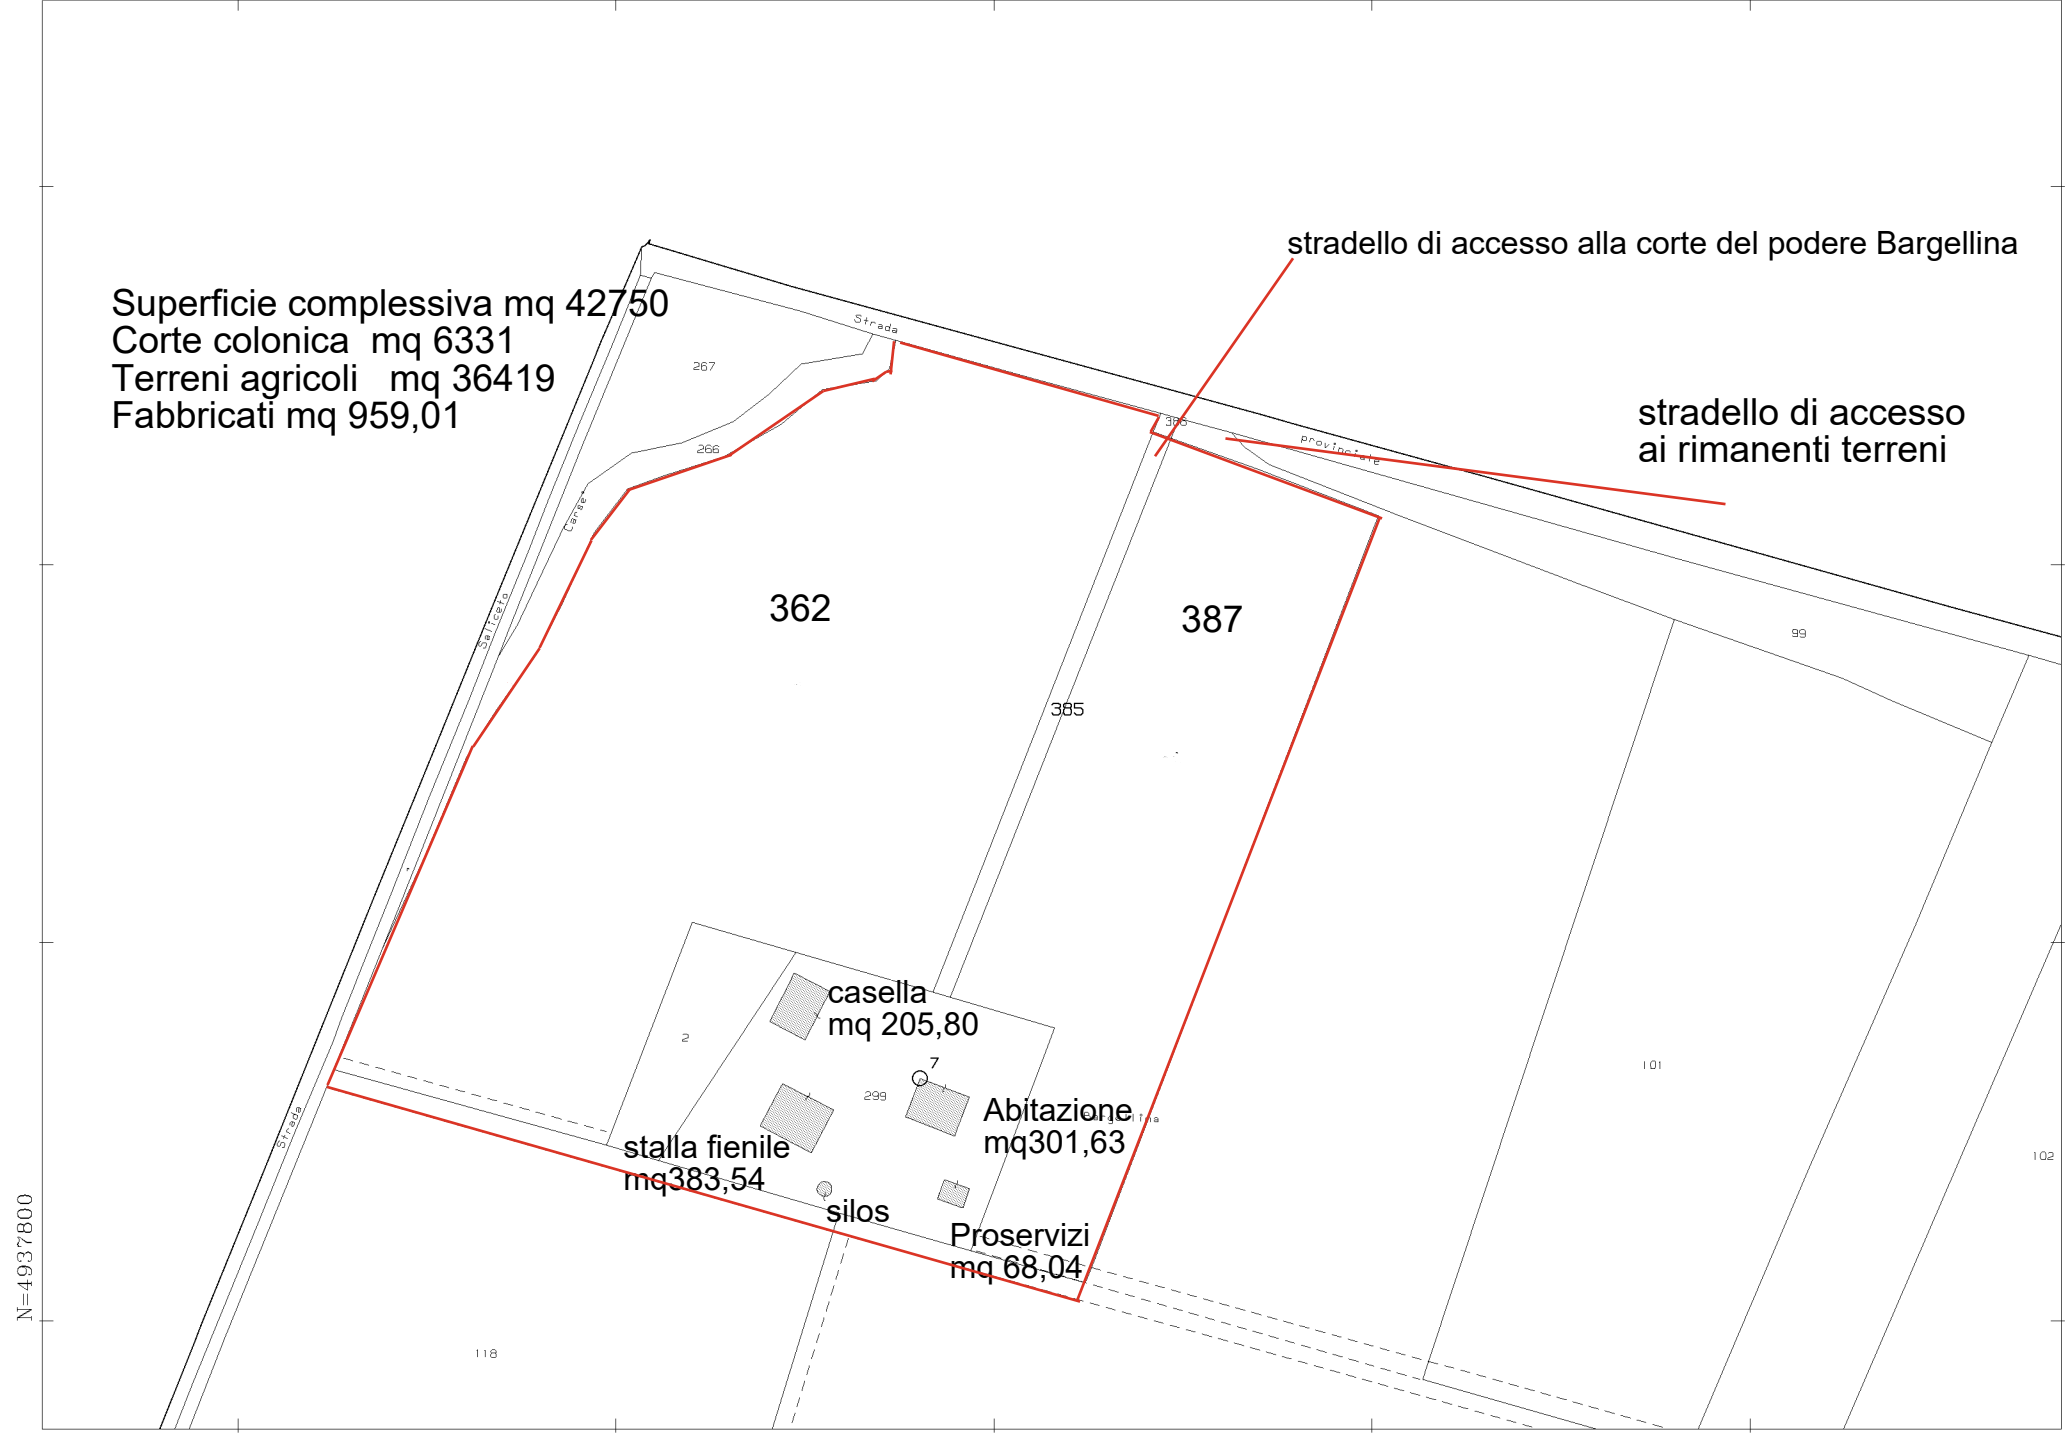 stradello di accesso alla corte del podere Bargellina
Superficie complessiva mq 42750
Corte colonica mq 6331
Terreni agricoli mq 36419
Fabbricati mq 959,01
Strada
267
386
provinciale
stradello di accesso
ai rimanenti terreni
266
Carse'
Saliceto
362
387
99
385
casella
mq 205,80
2
7
299
101
Abitazione
mq301,63
Bargellina
Strada
stalla fienile
mq383,54
102
silos
Proservizi
mq 68,04
N=4937800
118